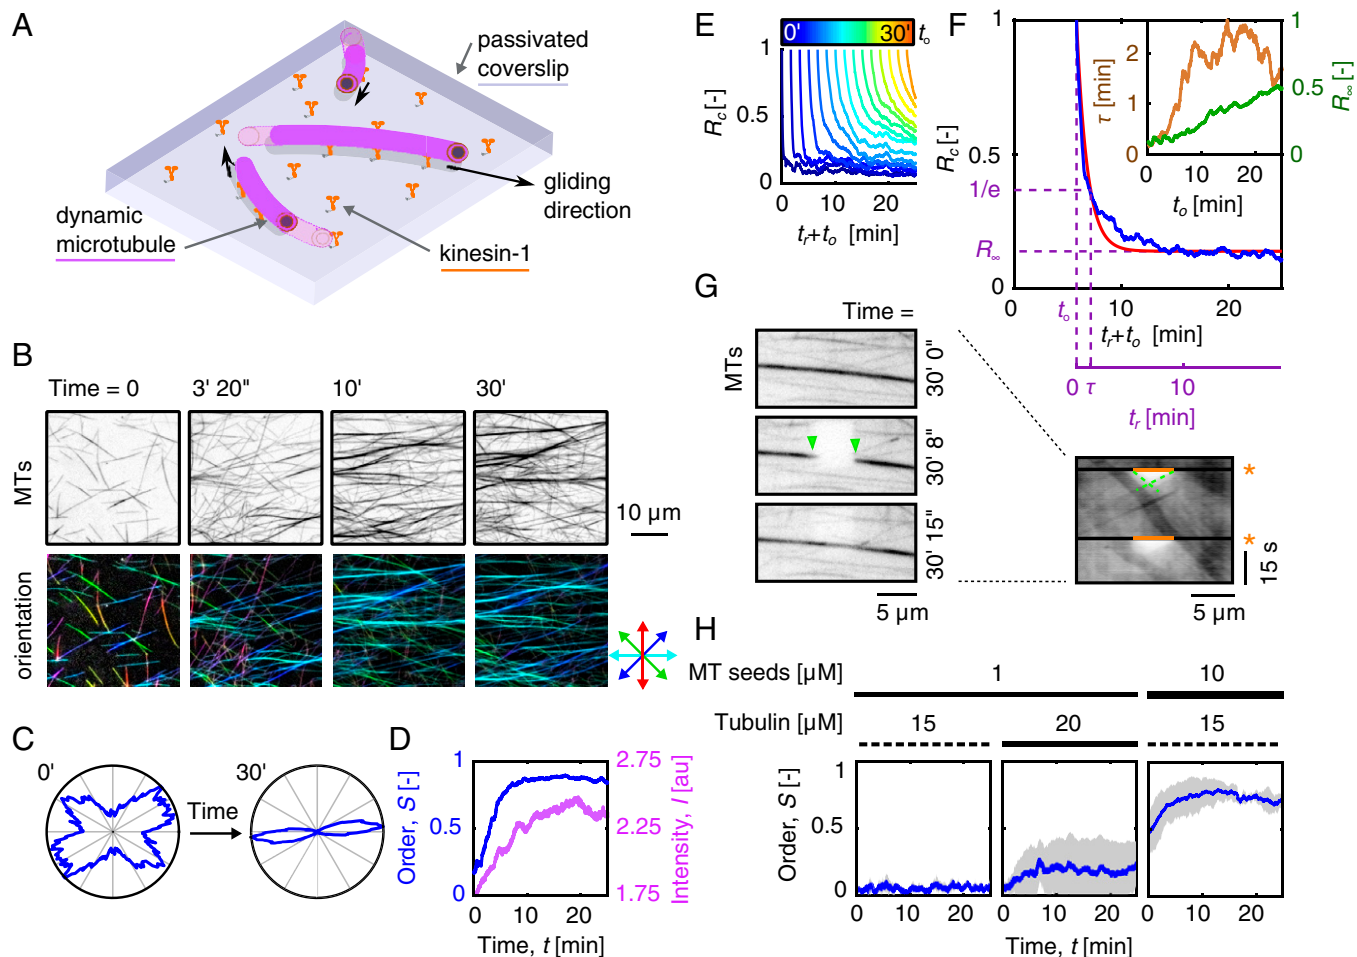 A
passivated
coverslip
gliding
direction
dynamic
microtubule
kinesin-1
B
Time = 0
3' 20"
10'
30'
MTs
10 µm
orientation
C
0'
Time
30'
D
Order, S [-]
1
0.5
0
2.75
2.25
1.75
Intensity, I [au]
0 10 20
Time, t [min]
E
0'
30'
tₒ
R_c [-]
1
0.5
0
0 10 20
t_r+t_o [min]
F
R_c [-]
1
0.5
1/e
R∞
0
0
10
20
tₒ
t_r+t_o [min]
0 τ
10
t_r [min]
τ [min]
2
1
0
1
0.5
0
R∞ [-]
0 10 20
t_o [min]
G
Time =
MTs
30' 0"
30' 8"
30' 15"
5 µm
*
*
15 s
5 µm
H
MT seeds [µM]
1
10
Tubulin [µM]
15
20
15
Order, S [-]
1
0.5
0
0 10 20
0 10 20
0 10 20
Time, t [min]